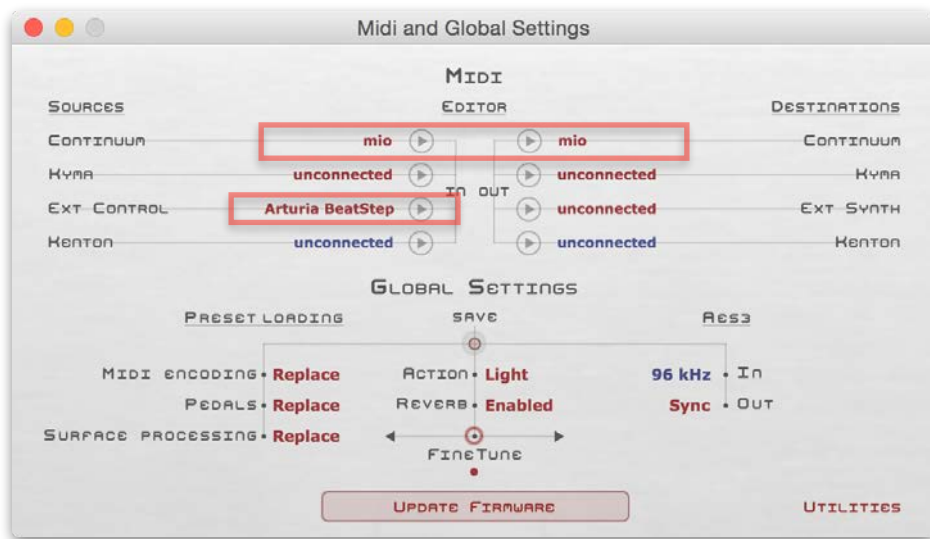 Midi and Global Settings
MIDI
SOURCES EDITOR DESTINATIONS
CONTINUUM mio mio CONTINUUM
KYMA unconnected unconnected KYMA
IN OUT
EXT CONTROL Arturia BeatStep unconnected EXT SYNTH
KENTON unconnected unconnected KENTON
GLOBAL SETTINGS
PRESET LOADING SAVE AES3
MIDI ENCODING Replace ACTION Light 96 kHz IN
PEDALS Replace REVERB Enabled Sync OUT
SURFACE PROCESSING Replace
FINETUNE
UPDATE FIRMWARE UTILITIES